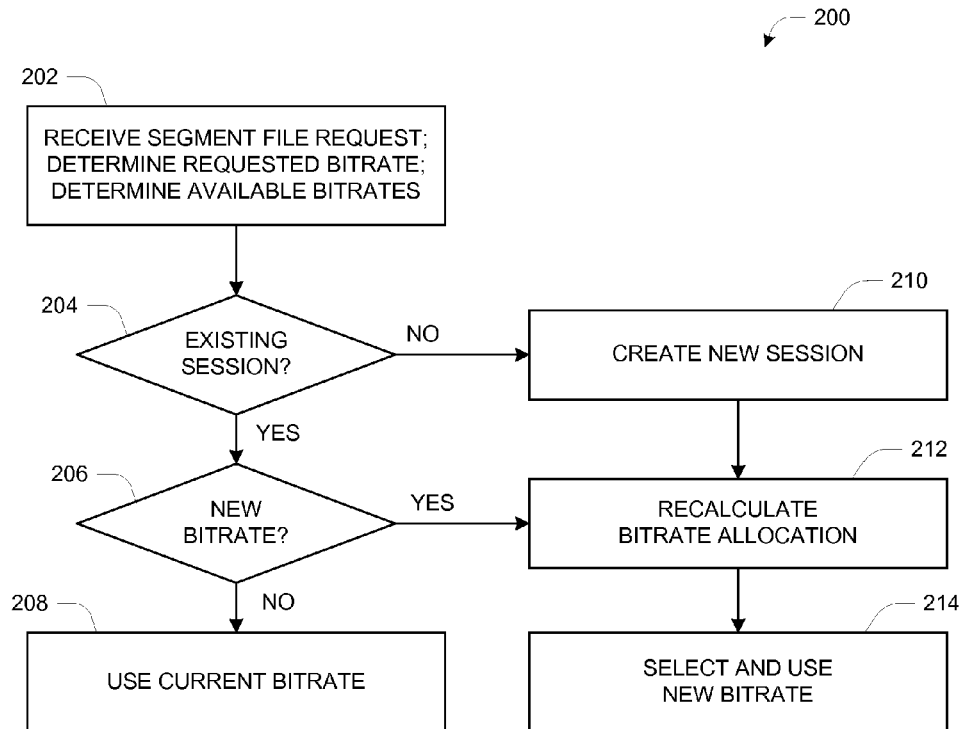 200
202
RECEIVE SEGMENT FILE REQUEST;
DETERMINE REQUESTED BITRATE;
DETERMINE AVAILABLE BITRATES
204
EXISTING
SESSION?
NO
210
CREATE NEW SESSION
YES
206
NEW
BITRATE?
YES
212
RECALCULATE
BITRATE ALLOCATION
NO
208
USE CURRENT BITRATE
214
SELECT AND USE
NEW BITRATE